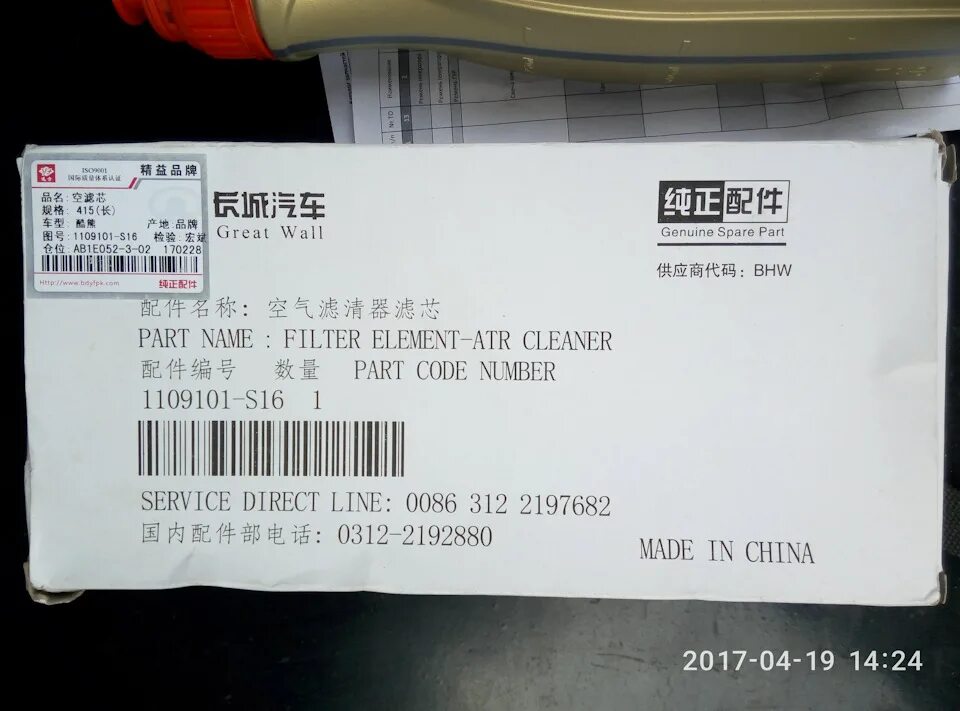 Наименование
№ ТО
13
2
ISO9001
国际质量体系认证
精益品牌
品名: 空滤芯
规格: 415(长)
车型: 酷熊 产地:品牌
图号: 1109101-S16 检验: 宏斌
仓位: AB1E052-3-02 170228
Http://www.bdyfpk.com 纯正配件
长城汽车
Great Wall
纯正配件
Genuine Spare Part
供应商代码: BHW
配件名称: 空气滤清器滤芯
PART NAME : FILTER ELEMENT-ATR CLEANER
配件编号 数量 PART CODE NUMBER
1109101-S16 1
SERVICE DIRECT LINE: 0086 312 2197682
国内配件部电话: 0312-2192880
MADE IN CHINA
2017-04-19 14:24